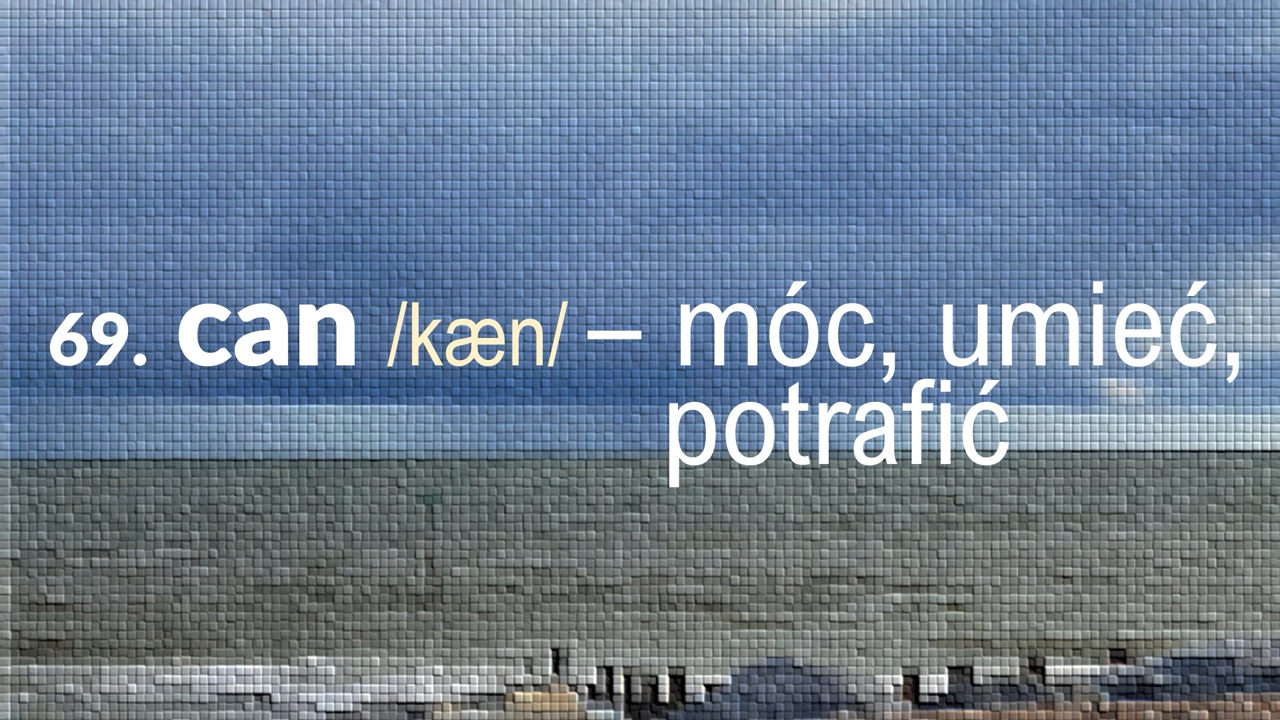 69. can /kæn/ – móc, umieć,
potrafić